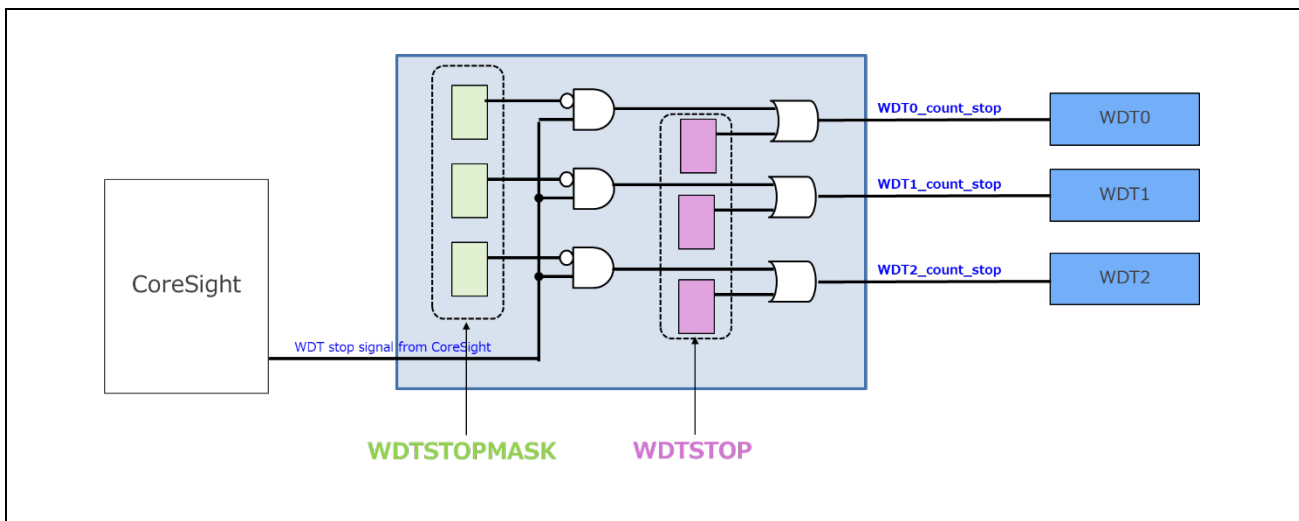 WDT0_count_stop
WDT0
WDT1_count_stop
WDT1
CoreSight
WDT2_count_stop
WDT2
WDT stop signal from CoreSight
WDTSTOPMASK
WDTSTOP